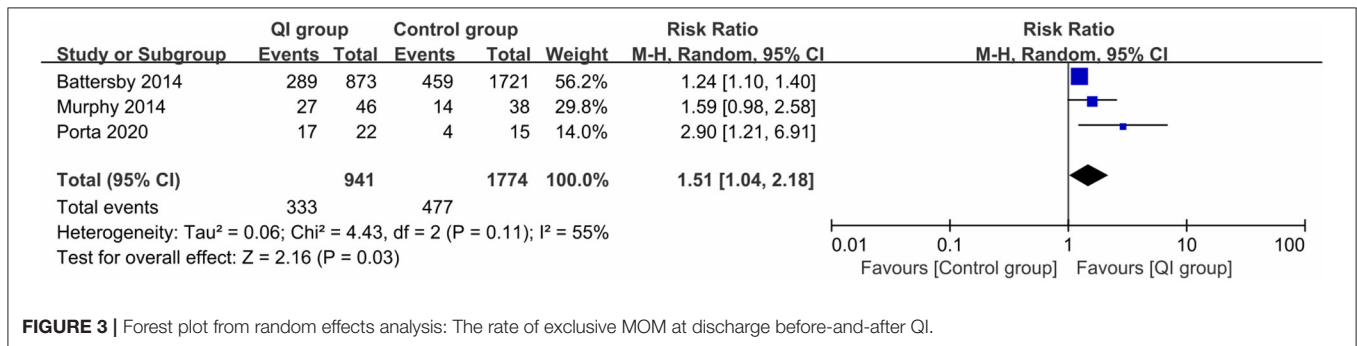 QI group Control group Risk Ratio Risk Ratio
Study or Subgroup Events Total Events Total Weight M-H, Random, 95% CI M-H, Random, 95% CI
Battersby 2014 289 873 459 1721 56.2% 1.24 [1.10, 1.40]
Murphy 2014 27 46 14 38 29.8% 1.59 [0.98, 2.58]
Porta 2020 17 22 4 15 14.0% 2.90 [1.21, 6.91]
Total (95% CI) 941 1774 100.0% 1.51 [1.04, 2.18]
Total events 333 477
Heterogeneity: Tau² = 0.06; Chi² = 4.43, df = 2 (P = 0.11); I² = 55%
Test for overall effect: Z = 2.16 (P = 0.03)
0.01 0.1 1 10 100
Favours [Control group] Favours [QI group]
FIGURE 3 | Forest plot from random effects analysis: The rate of exclusive MOM at discharge before-and-after QI.